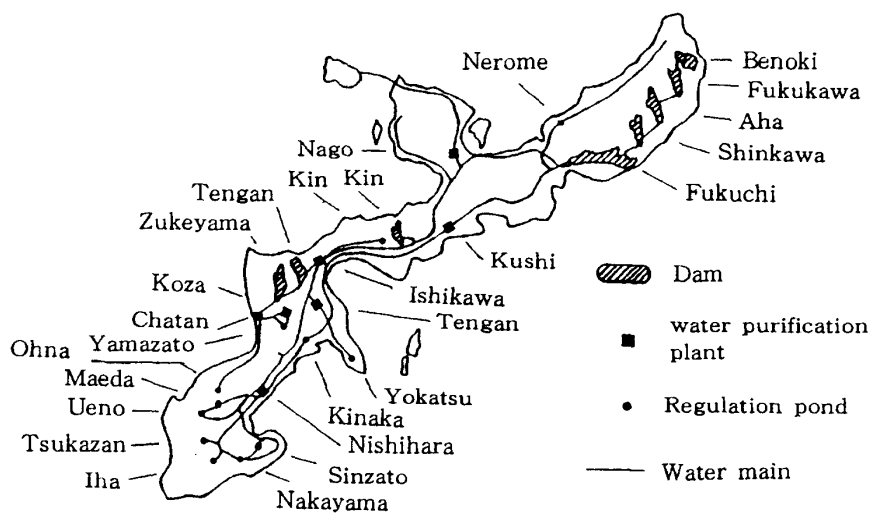 Nerome
Benoki
Fukukawa
Aha
Shinkawa
Fukuchi
Nago
Kin Kin
Tengan
Zukeyama
Kushi
Koza
Ishikawa
Chatan
Tengan
Yamazato
Ohna
Maeda
Yokatsu
Ueno
Kinaka
Tsukazan
Nishihara
Iha
Sinzato
Nakayama
Dam
water purification
plant
Regulation pond
Water main